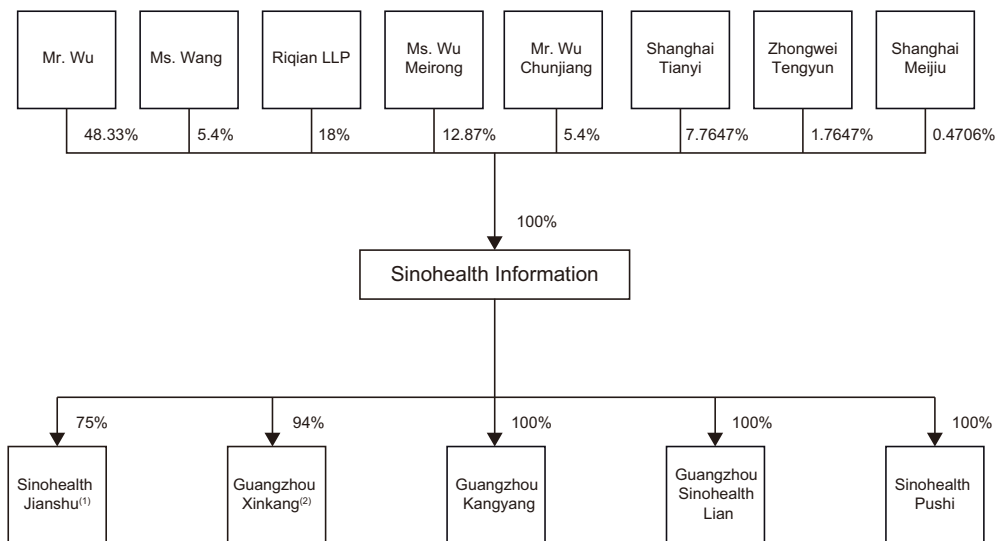 Mr. Wu
Ms. Wang
Riqian LLP
Ms. Wu
Meirong
Mr. Wu
Chunjiang
Shanghai
Tianyi
Zhongwei
Tengyun
Shanghai
Meijiu
48.33%
5.4%
18%
12.87%
5.4%
7.7647%
1.7647%
0.4706%
100%
Sinohealth Information
75%
94%
100%
100%
100%
Sinohealth
Jianshu(1)
Guangzhou
Xinkang(2)
Guangzhou
Kangyang
Guangzhou
Sinohealth
Lian
Sinohealth
Pushi